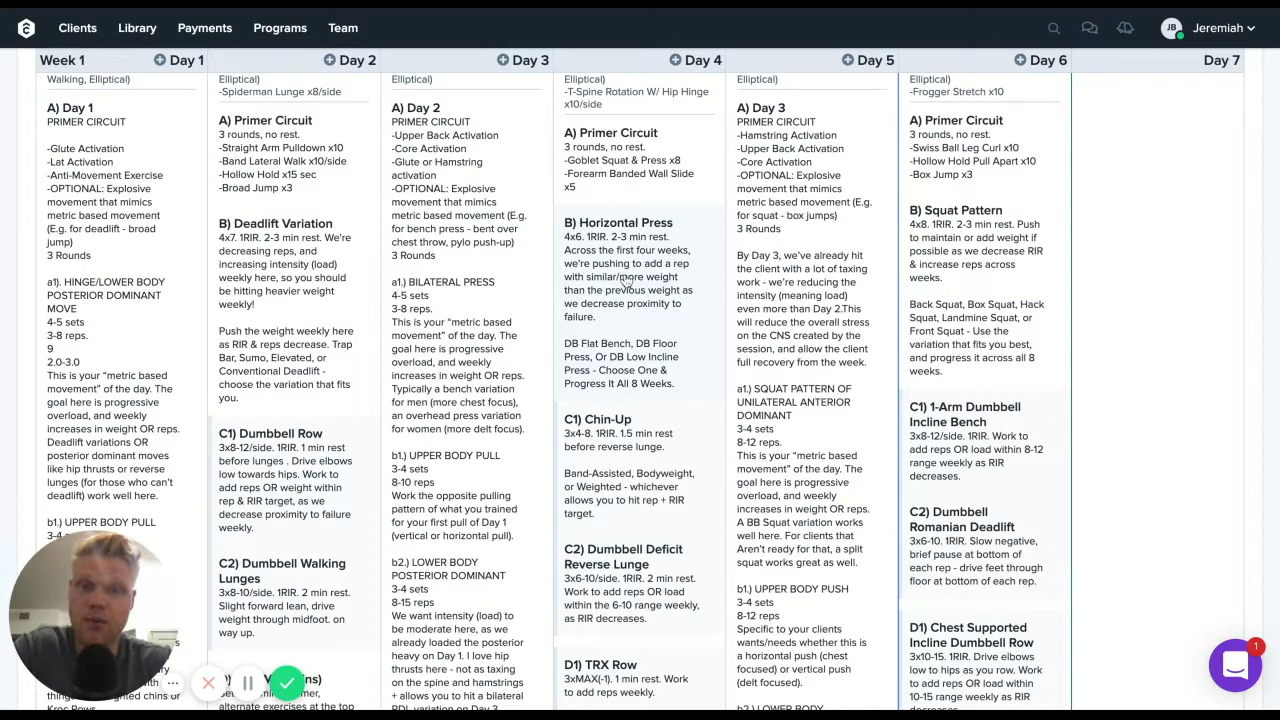 Clients
Library
Payments
Programs
Team
JB
Jeremiah
Week 1
Day 1
Day 2
Day 3
Day 4
Day 5
Day 6
Day 7
Walking, Elliptical)
A) Day 1
PRIMER CIRCUIT
-Glute Activation
-Lat Activation
-Anti-Movement Exercise
-OPTIONAL: Explosive
movement that mimics
metric based movement
(E.g. for deadlift - broad
jump)
3 Rounds
a1). HINGE/LOWER BODY
POSTERIOR DOMINANT
MOVE
4-5 sets
3-8 reps.
9
2.0-3.0
This is your “metric based
movement” of the day. The
goal here is progressive
overload, and weekly
increases in weight OR reps.
Deadlift variations OR
posterior dominant moves
like hip thrusts or reverse
lunges (for those who can’t
deadlift) work well here.
b1.) UPPER BODY PULL
3-4
Elliptical)
-Spiderman Lunge x8/side
A) Primer Circuit
3 rounds, no rest.
-Straight Arm Pulldown x10
-Band Lateral Walk x10/side
-Hollow Hold x15 sec
-Broad Jump x3
B) Deadlift Variation
4x7. 1RIR. 2-3 min rest. We're
decreasing reps, and
increasing intensity (load)
weekly here, so you should
be hitting heavier weight
weekly!
Push the weight weekly here
as RIR & reps decrease. Trap
Bar, Sumo, Elevated, or
Conventional Deadlift -
choose the variation that fits
you.
C1) Dumbbell Row
3x8-12/side. 1RIR. 1 min rest
before lunges . Drive elbows
low towards hips. Work to
add reps OR weight within
rep & RIR target, as we
decrease proximity to failure
weekly.
C2) Dumbbell Walking
Lunges
3x8-10/side. 1RIR. 2 min rest.
Slight forward lean, drive
weight through midfoot. on
way up.
alternate exercises at the top
Elliptical)
A) Day 2
PRIMER CIRCUIT
-Upper Back Activation
-Core Activation
-Glute or Hamstring
activation
-OPTIONAL: Explosive
movement that mimics
metric based movement (E.g.
for bench press - bent over
chest throw, pylo push-up)
3 Rounds
a1.) BILATERAL PRESS
4-5 sets
3-8 reps.
This is your “metric based
movement” of the day. The
goal here is progressive
overload, and weekly
increases in weight OR reps.
Typically a bench variation
for men (more chest focus),
an overhead press variation
for women (more delt focus).
b1.) UPPER BODY PULL
3-4 sets
8-10 reps
Work the opposite pulling
pattern of what you trained
for your first pull of Day 1
(vertical or horizontal pull).
b2.) LOWER BODY
POSTERIOR DOMINANT
3-4 sets
8-15 reps
We want intensity (load) to
be moderate here, as we
already loaded the posterior
heavy on Day 1. I love hip
thrusts here - not as taxing
on the spine and hamstrings
+ allows you to hit a bilateral
RDL variation on Day 3
Elliptical)
-T-Spine Rotation W/ Hip Hinge
x10/side
A) Primer Circuit
3 rounds, no rest.
-Goblet Squat & Press x8
-Forearm Banded Wall Slide
x5
B) Horizontal Press
4x6. 1RIR. 2-3 min rest.
Across the first four weeks,
we're pushing to add a rep
with similar/more weight
than the previous weight as
we decrease proximity to
failure.
DB Flat Bench, DB Floor
Press, Or DB Low Incline
Press - Choose One &
Progress It All 8 Weeks.
C1) Chin-Up
3x4-8. 1RIR. 1.5 min rest
before reverse lunge.
Band-Assisted, Bodyweight,
or Weighted - whichever
allows you to hit rep + RIR
target.
C2) Dumbbell Deficit
Reverse Lunge
3x6-10/side. 1RIR. 2 min rest.
Work to add reps OR load
within the 6-10 range weekly,
as RIR decreases.
D1) TRX Row
3xMAX(-1). 1 min rest. Work
to add reps weekly.
Elliptical)
A) Day 3
PRIMER CIRCUIT
-Hamstring Activation
-Upper Back Activation
-Core Activation
-OPTIONAL: Explosive
movement that mimics
metric based movement (E.g.
for squat - box jumps)
3 Rounds
By Day 3, we’ve already hit
the client with a lot of taxing
work - we’re reducing the
intensity (meaning load)
even more than Day 2.This
will reduce the overall stress
on the CNS created by the
session, and allow the client
full recovery from the week.
a1.) SQUAT PATTERN OF
UNILATERAL ANTERIOR
DOMINANT
3-4 sets
8-12 reps.
This is your “metric based
movement” of the day. The
goal here is progressive
overload, and weekly
increases in weight OR reps.
A BB Squat variation works
well here. For clients that
Aren’t ready for that, a split
squat works great as well.
b1.) UPPER BODY PUSH
3-4 sets
8-12 reps
Specific to your clients
wants/needs whether this is
a horizontal push (chest
focused) or vertical push
(delt focused).
b2.) LOWER BODY
Elliptical)
-Frogger Stretch x10
A) Primer Circuit
3 rounds, no rest.
-Swiss Ball Leg Curl x10
-Hollow Hold Pull Apart x10
-Box Jump x3
B) Squat Pattern
4x8. 1RIR. 2-3 min rest. Push
to maintain or add weight if
possible as we decrease RIR
& increase reps across
weeks.
Back Squat, Box Squat, Hack
Squat, Landmine Squat, or
Front Squat - Use the
variation that fits you best,
and progress it across all 8
weeks.
C1) 1-Arm Dumbbell
Incline Bench
3x8-12/side. 1RIR. Work to
add reps OR load within 8-12
range weekly as RIR
decreases.
C2) Dumbbell
Romanian Deadlift
3x6-10. 1RIR. Slow negative,
brief pause at bottom of
each rep - drive feet through
floor at bottom of each rep.
D1) Chest Supported
Incline Dumbbell Row
3x10-15. 1RIR. Drive elbows
low to hips as you row. Work
to add reps OR load within
10-15 range weekly as RIR
decreases.
1